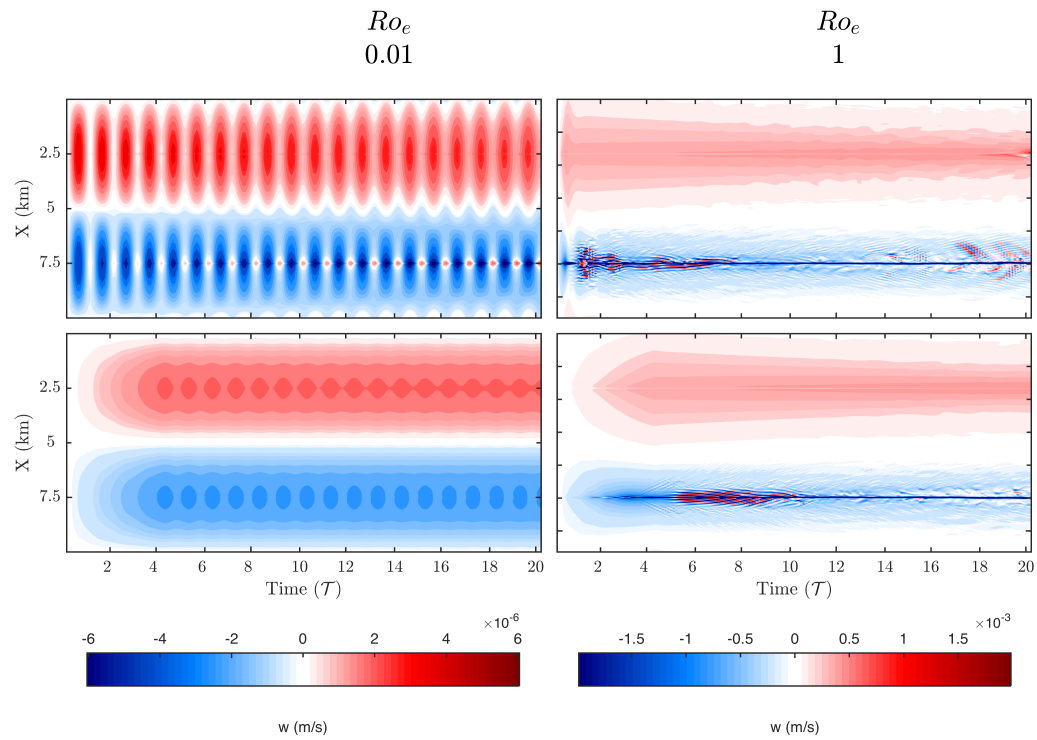 Ro_e Ro_e
0.01 1
2.5
5
7.5
X (km)
2.5
5
7.5
X (km)
2 4 6 8 10 12 14 16 18 20 2 4 6 8 10 12 14 16 18 20
Time (𝒯) Time (𝒯)
×10⁻⁶ ×10⁻³
-6 -4 -2 0 2 4 6 -1.5 -1 -0.5 0 0.5 1 1.5
w (m/s) w (m/s)